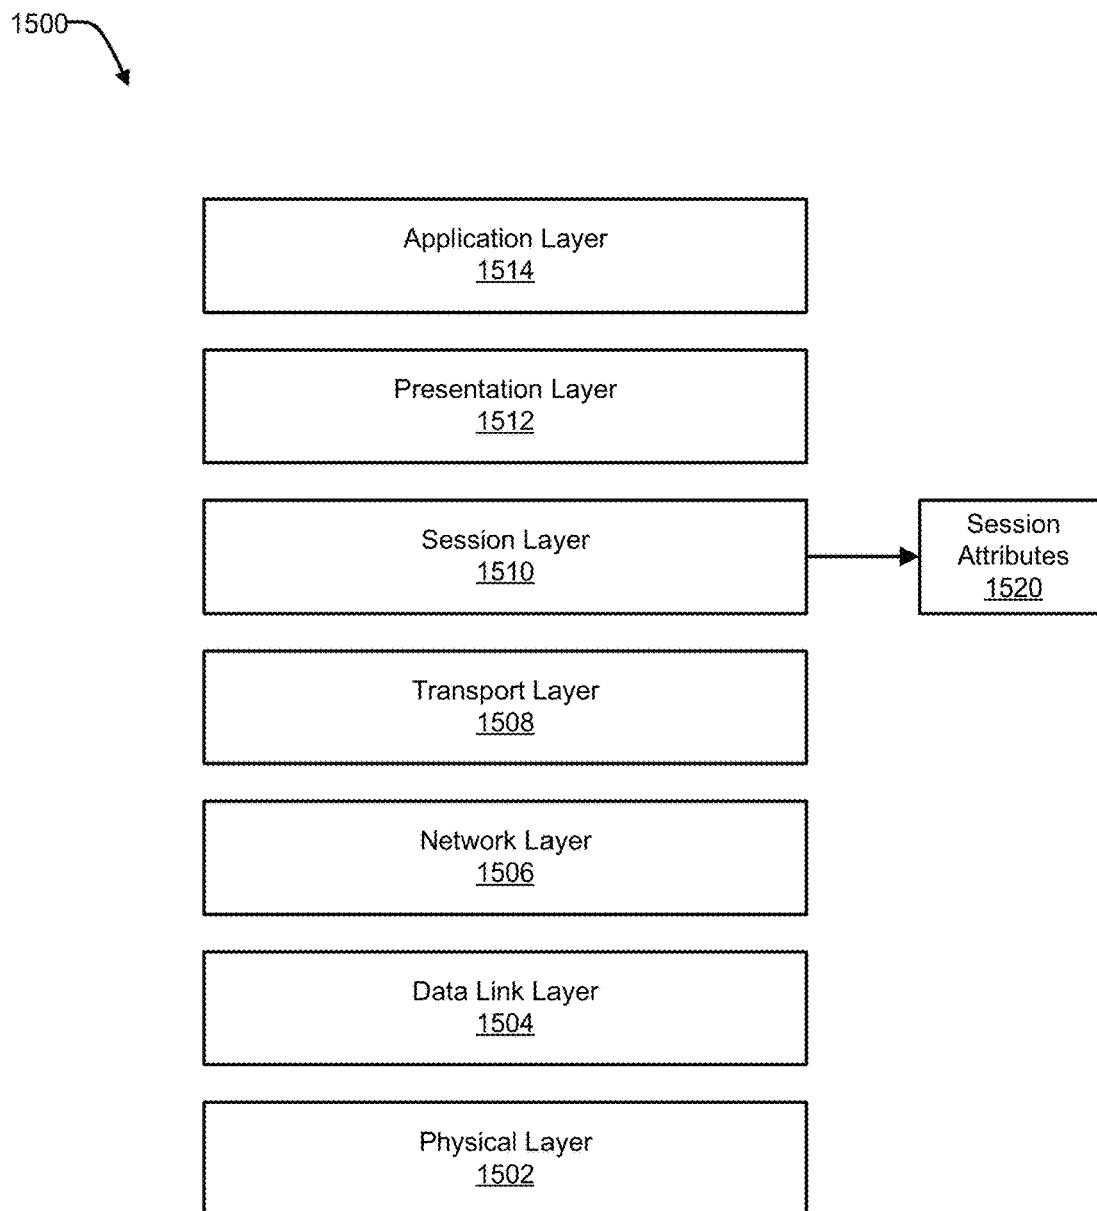 1500
Application Layer
1514
Presentation Layer
1512
Session Layer
1510
Session
Attributes
1520
Transport Layer
1508
Network Layer
1506
Data Link Layer
1504
Physical Layer
1502